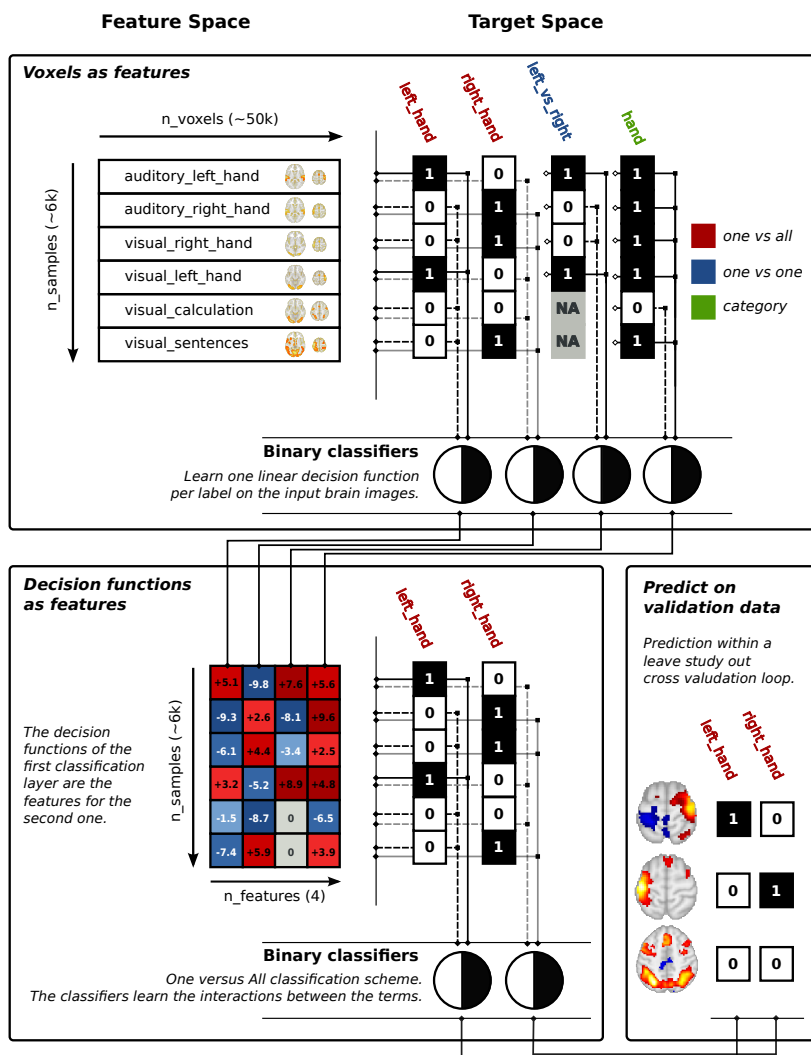 Feature Space
Target Space
Voxels as features
left_hand
right_hand
left_vs_right
hand
n_voxels (~50k)
n_samples (~6k)
auditory_left_hand
auditory_right_hand
visual_right_hand
visual_left_hand
visual_calculation
visual_sentences
1 0 1 1
0 1 0 1
0 1 0 1
1 0 1 1
0 0 NA 0
0 1 NA 1
one vs all
one vs one
category
Binary classifiers
Learn one linear decision function
per label on the input brain images.
Decision functions
as features
left_hand
right_hand
n_samples (~6k)
The decision
functions of the
first classification
layer are the
features for the
second one.
+5.1 -9.8 +7.6 +5.6
-9.3 +2.6 -8.1 +9.6
-6.1 +4.4 -3.4 +2.5
+3.2 -5.2 +8.9 +4.8
-1.5 -8.7 0 -6.5
-7.4 +5.9 0 +3.9
n_features (4)
1 0
0 1
0 1
1 0
0 0
0 1
Binary classifiers
One versus All classification scheme.
The classifiers learn the interactions between the terms.
Predict on
validation data
Prediction within a
leave study out
cross valudation loop.
left_hand
right_hand
1 0
0 1
0 0